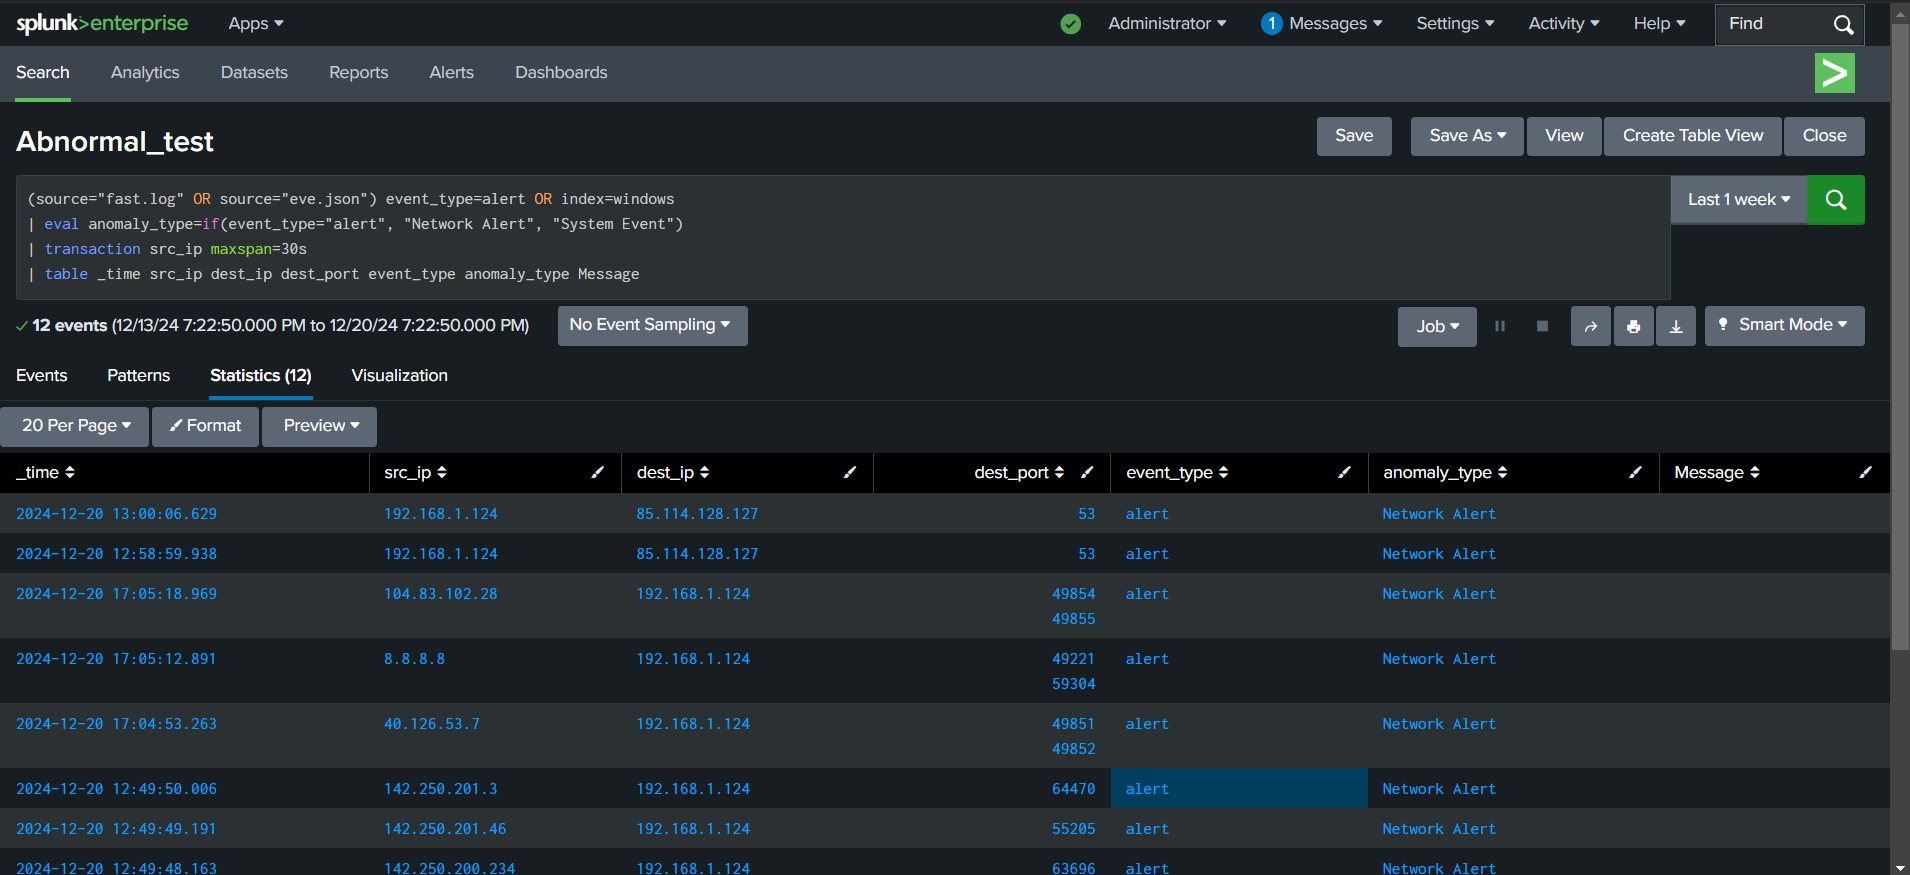 splunk>enterprise Apps Administrator 1 Messages Settings Activity Help Find
Search Analytics Datasets Reports Alerts Dashboards >
Abnormal_test Save Save As View Create Table View Close
(source="fast.log" OR source="eve.json") event_type=alert OR index=windows
| eval anomaly_type=if(event_type="alert", "Network Alert", "System Event")
| transaction src_ip maxspan=30s
| table _time src_ip dest_ip dest_port event_type anomaly_type Message
Last 1 week
12 events (12/13/24 7:22:50.000 PM to 12/20/24 7:22:50.000 PM) No Event Sampling Job Smart Mode
Events Patterns Statistics (12) Visualization
20 Per Page Format Preview
_time src_ip dest_ip dest_port event_type anomaly_type Message
2024-12-20 13:00:06.629 192.168.1.124 85.114.128.127 53 alert Network Alert
2024-12-20 12:58:59.938 192.168.1.124 85.114.128.127 53 alert Network Alert
2024-12-20 17:05:18.969 104.83.102.28 192.168.1.124 49854 alert Network Alert
49855
2024-12-20 17:05:12.891 8.8.8.8 192.168.1.124 49221 alert Network Alert
59304
2024-12-20 17:04:53.263 40.126.53.7 192.168.1.124 49851 alert Network Alert
49852
2024-12-20 12:49:50.006 142.250.201.3 192.168.1.124 64470 alert Network Alert
2024-12-20 12:49:49.191 142.250.201.46 192.168.1.124 55205 alert Network Alert
2024-12-20 12:49:48.163 142.250.200.234 192.168.1.124 63696 alert Network Alert